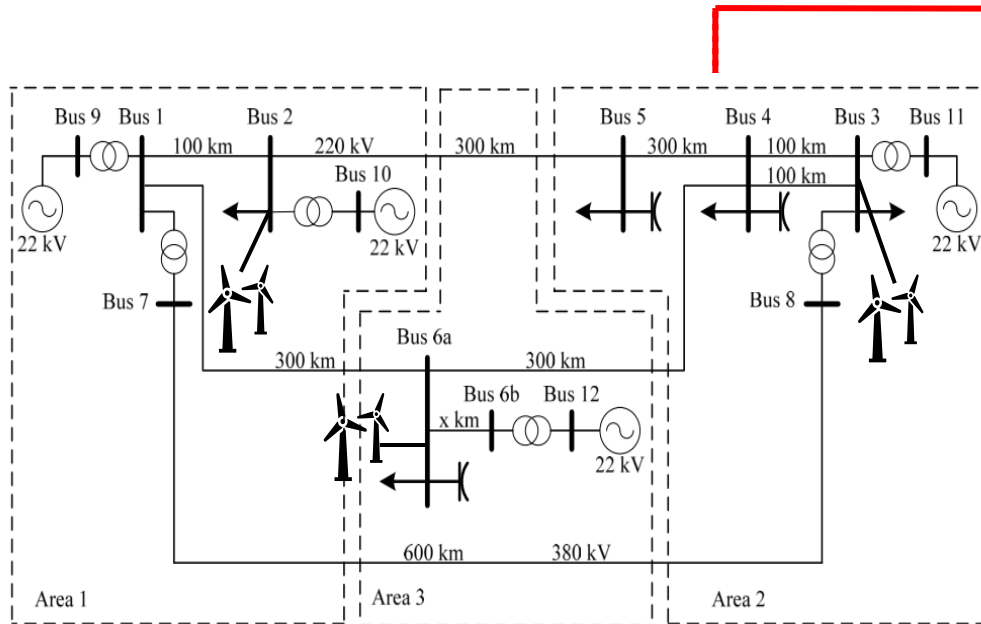 Bus 9
Bus 1
Bus 2
Bus 5
Bus 4
Bus 3
Bus 11
100 km
220 kV
300 km
300 km
100 km
100 km
Bus 10
22 kV
22 kV
22 kV
Bus 7
Bus 8
Bus 6a
300 km
300 km
Bus 6b
Bus 12
x km
22 kV
600 km
380 kV
Area 1
Area 3
Area 2